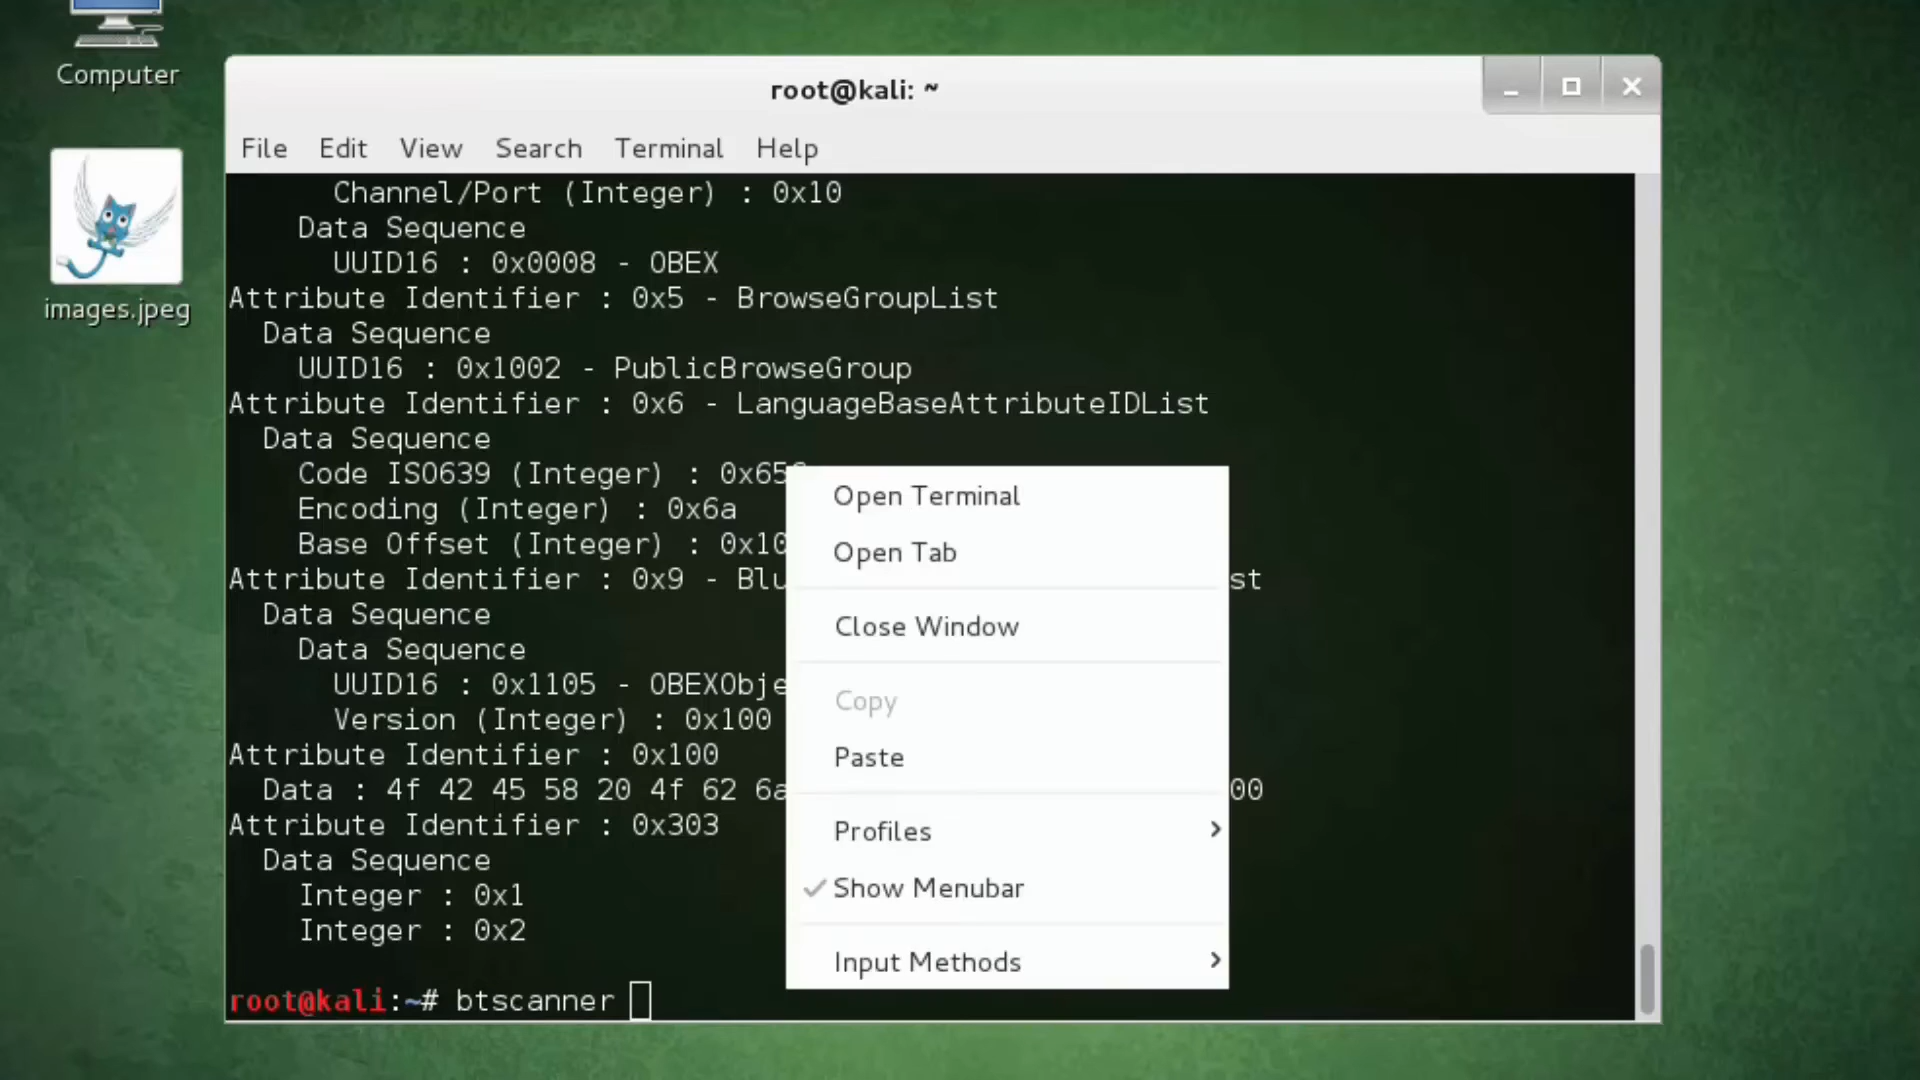 Computer
images.jpeg
root@kali: ~
File Edit View Search Terminal Help
Channel/Port (Integer) : 0x10
Data Sequence
UUID16 : 0x0008 - OBEX
Attribute Identifier : 0x5 - BrowseGroupList
Data Sequence
UUID16 : 0x1002 - PublicBrowseGroup
Attribute Identifier : 0x6 - LanguageBaseAttributeIDList
Data Sequence
Code ISO639 (Integer) : 0x65
Encoding (Integer) : 0x6a
Base Offset (Integer) : 0x10
Attribute Identifier : 0x9 - Blu st
Data Sequence
Data Sequence
UUID16 : 0x1105 - OBEXObje
Version (Integer) : 0x100
Attribute Identifier : 0x100
Data : 4f 42 45 58 20 4f 62 6a 00
Attribute Identifier : 0x303
Data Sequence
Integer : 0x1
Integer : 0x2
root@kali:~# btscanner
Open Terminal
Open Tab
Close Window
Copy
Paste
Profiles
Show Menubar
Input Methods